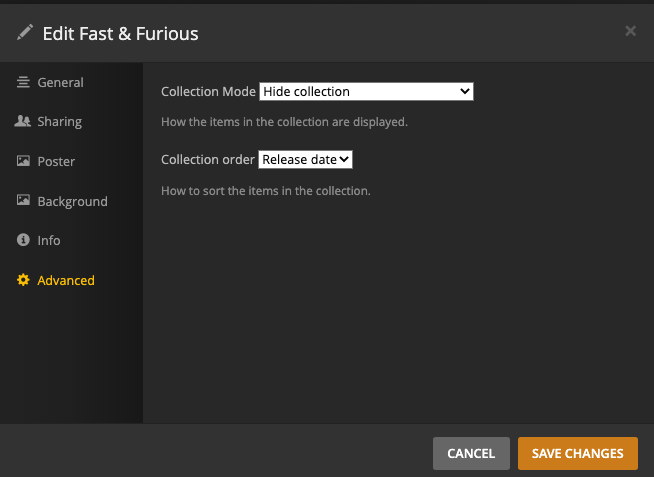 Edit Fast & Furious
General
Sharing
Poster
Background
Info
Advanced
Collection Mode Hide collection
How the items in the collection are displayed.
Collection order Release date
How to sort the items in the collection.
CANCEL SAVE CHANGES